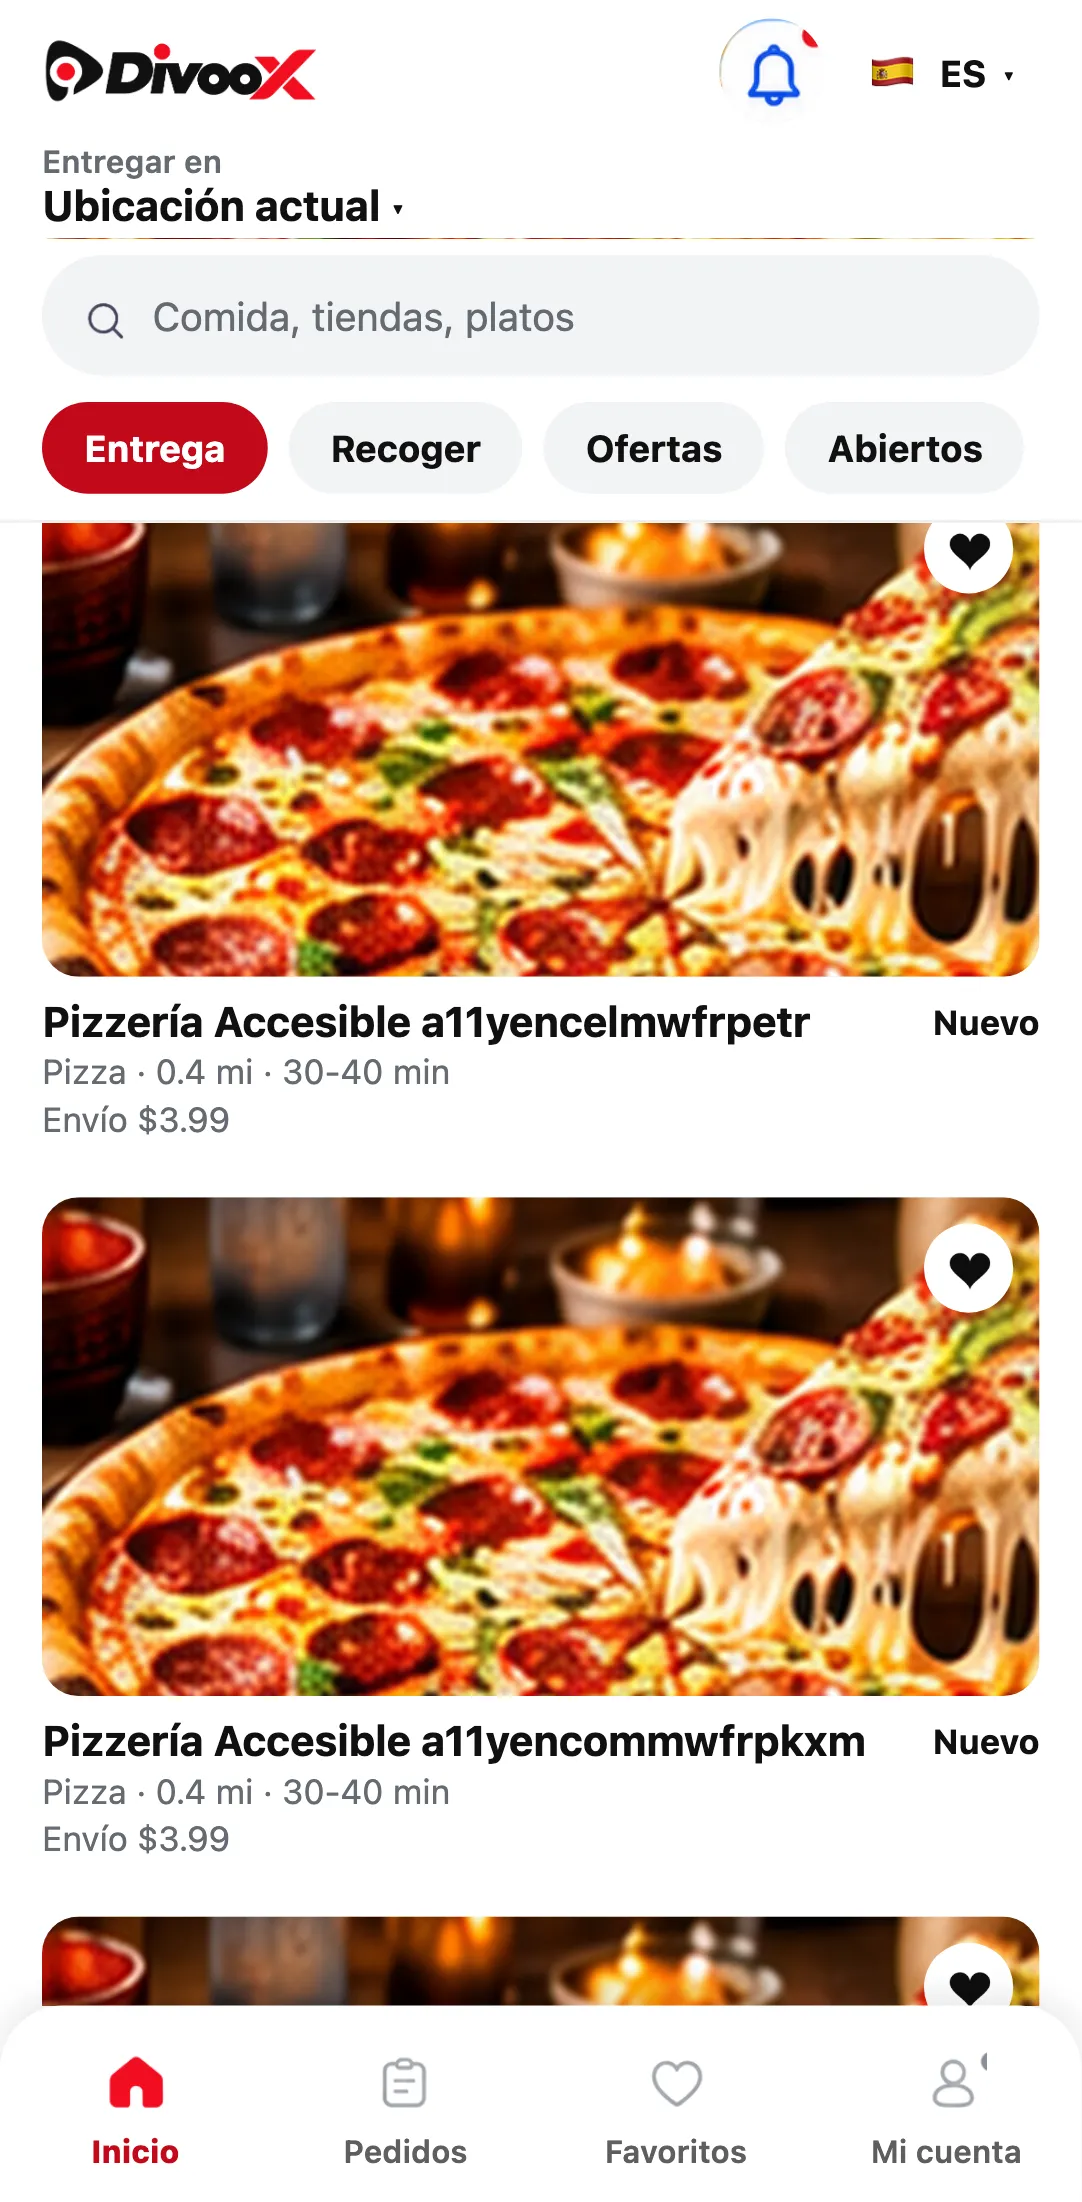 DivooX
ES
Entregar en
Ubicación actual
Comida, tiendas, platos
Entrega
Recoger
Ofertas
Abiertos
Pizzería Accesible a11yencelmwfrpetr
Nuevo
Pizza · 0.4 mi · 30-40 min
Envío $3.99
Pizzería Accesible a11yencommwfrpkxm
Nuevo
Pizza · 0.4 mi · 30-40 min
Envío $3.99
Inicio
Pedidos
Favoritos
Mi cuenta